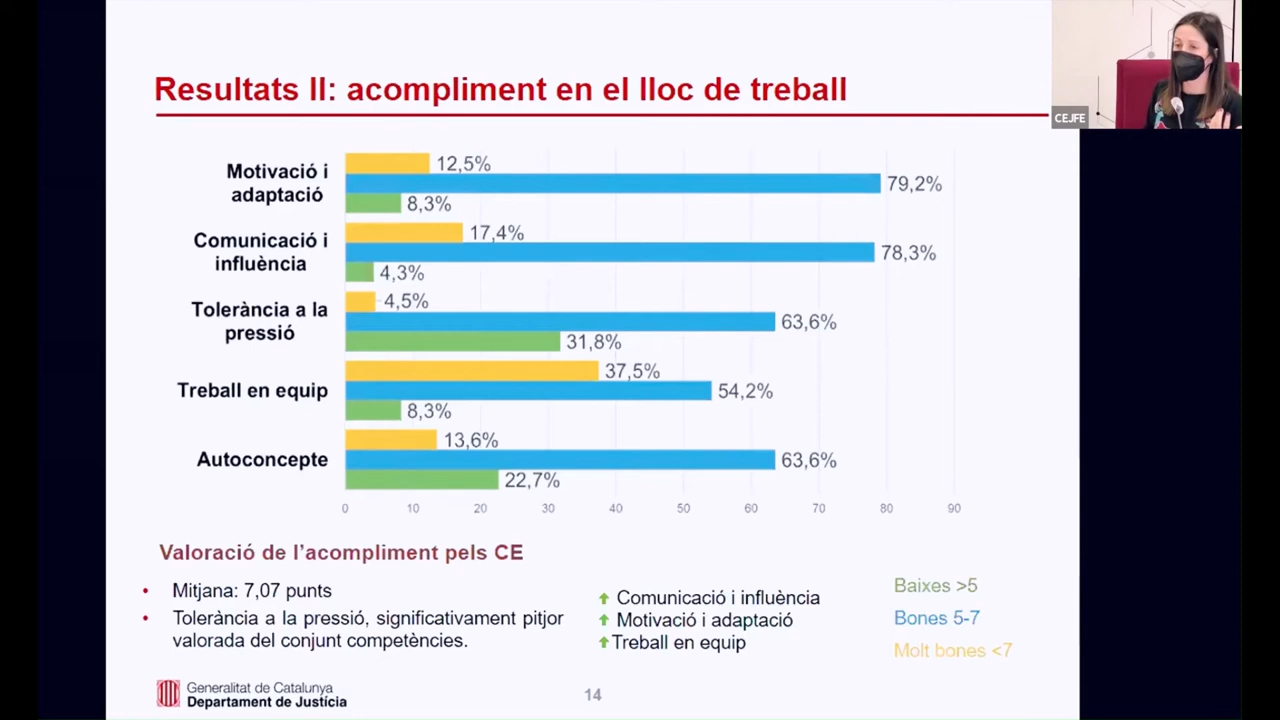 Resultats II: acompliment en el lloc de treball
CEJFE
Motivació i
adaptació
12,5%
79,2%
8,3%
Comunicació i
influència
17,4%
78,3%
4,3%
Tolerància a la
pressió
4,5%
63,6%
31,8%
Treball en equip
37,5%
54,2%
8,3%
Autoconcepte
13,6%
63,6%
22,7%
0 10 20 30 40 50 60 70 80 90
Valoració de l’acompliment pels CE
• Mitjana: 7,07 punts
• Tolerància a la pressió, significativament pitjor
valorada del conjunt competències.
Comunicació i influència
Motivació i adaptació
Treball en equip
Baixes >5
Bones 5-7
Molt bones <7
Generalitat de Catalunya
Departament de Justícia
14